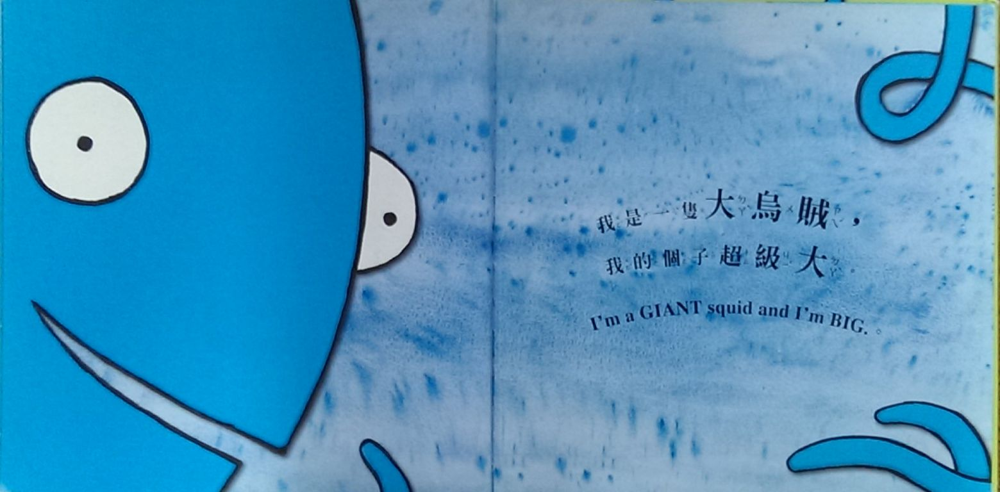 我是一隻大烏賊，
我的個子超級大。
I'm a GIANT squid and I'm BIG.。